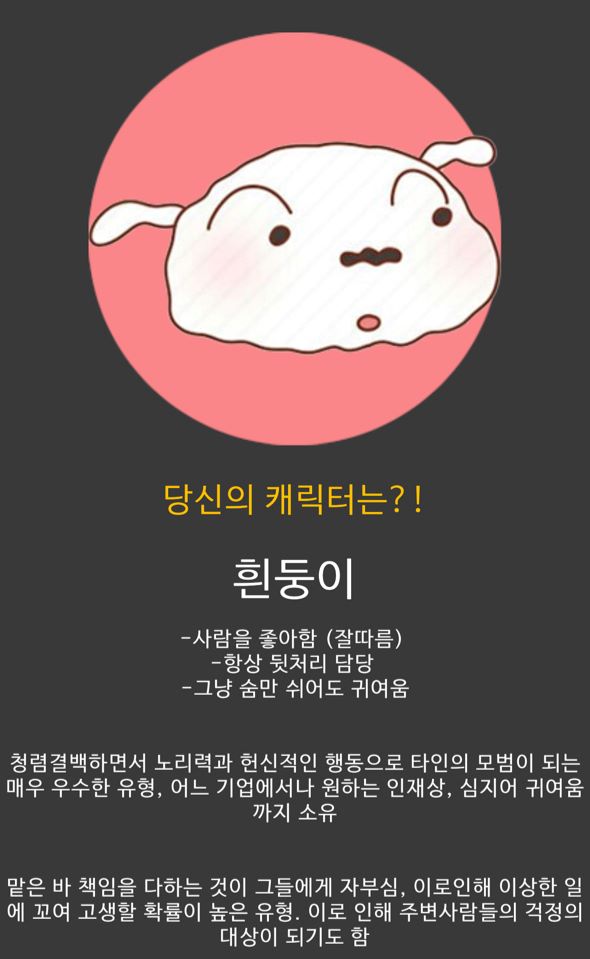 당신의 캐릭터는?!
흰둥이
-사람을 좋아함 (잘따름)
-항상 뒷처리 담당
-그냥 숨만 쉬어도 귀여움
청렴결백하면서 노리력과 헌신적인 행동으로 타인의 모범이 되는
매우 우수한 유형, 어느 기업에서나 원하는 인재상, 심지어 귀여움
까지 소유
맡은 바 책임을 다하는 것이 그들에게 자부심, 이로인해 이상한 일
에 꼬여 고생할 확률이 높은 유형. 이로 인해 주변사람들의 걱정의
대상이 되기도 함